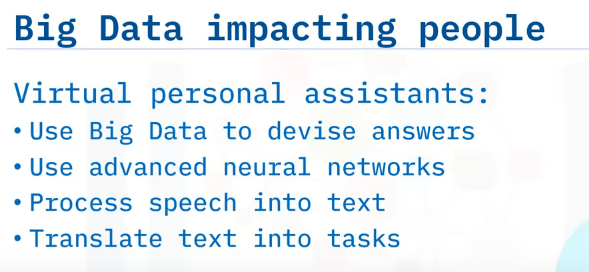 Big Data impacting people
Virtual personal assistants:
• Use Big Data to devise answers
• Use advanced neural networks
• Process speech into text
• Translate text into tasks